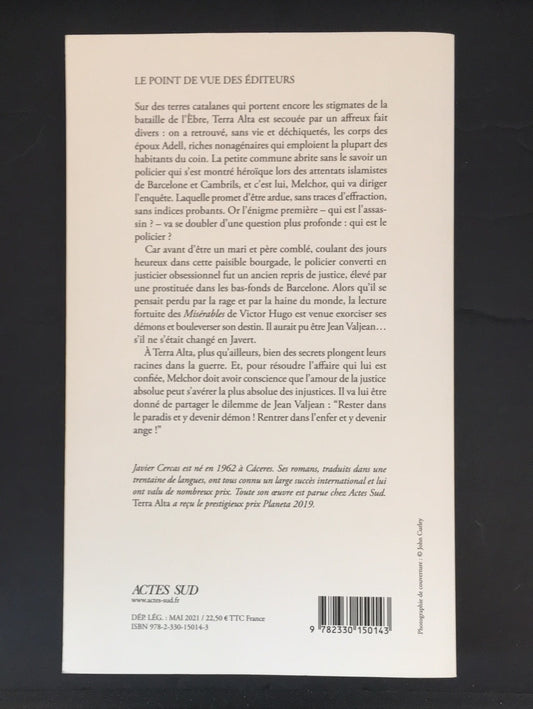 LE POINT DE VUE DES ÉDITEURS
Sur des terres catalanes qui portent encore les stigmates de la
bataille de l'Èbre, Terra Alta est secouée par un affreux fait
divers : on a retrouvé, sans vie et déchiquetés, les corps des
époux Adell, riches nonagénaires qui emploient la plupart des
habitants du coin. La petite commune abrite sans le savoir un
policier qui s'est montré héroïque lors des attentats islamistes
de Barcelone et Cambrils, et c'est lui, Melchor, qui va diriger
l'enquête. Laquelle promet d'être ardue, sans traces d'effraction,
sans indices probants. Or l'énigme première – qui est l'assas-
sin ? – va se doubler d'une question plus profonde : qui est le
policier ?
Car avant d'être un mari et père comblé, coulant des jours
heureux dans cette paisible bourgade, le policier converti en
justicier obsessionnel fut un ancien repris de justice, élevé par
une prostituée dans les bas-fonds de Barcelone. Alors qu'il se
pensait perdu par la rage et par la haine du monde, la lecture
fortuite des Misérables de Victor Hugo est venue exorciser ses
démons et bouleverser son destin. Il aurait pu être Jean Valjean…
s'il ne s'était changé en Javert.
À Terra Alta, plus qu'ailleurs, bien des secrets plongent leurs
racines dans la guerre. Et, pour résoudre l'affaire qui lui est
confiée, Melchor doit avoir conscience que l'amour de la justice
absolue peut s'avérer la plus absolue des injustices. Il va lui être
donné de partager le dilemme de Jean Valjean : “Rester dans
le paradis et y devenir démon ! Rentrer dans l'enfer et y devenir
ange !”
Javier Cercas est né en 1962 à Cáceres. Ses romans, traduits dans une
trentaine de langues, ont tous connu un large succès international et lui
ont valu de nombreux prix. Toute son œuvre est parue chez Actes Sud.
Terra Alta a reçu le prestigieux prix Planeta 2019.
ACTES SUD
www.actes-sud.fr
DÉP. LÉG. : MAI 2021 / 22,50 € TTC France
ISBN 978-2-330-15014-3
9 782330 150143
Photographie de couverture : © John Curley